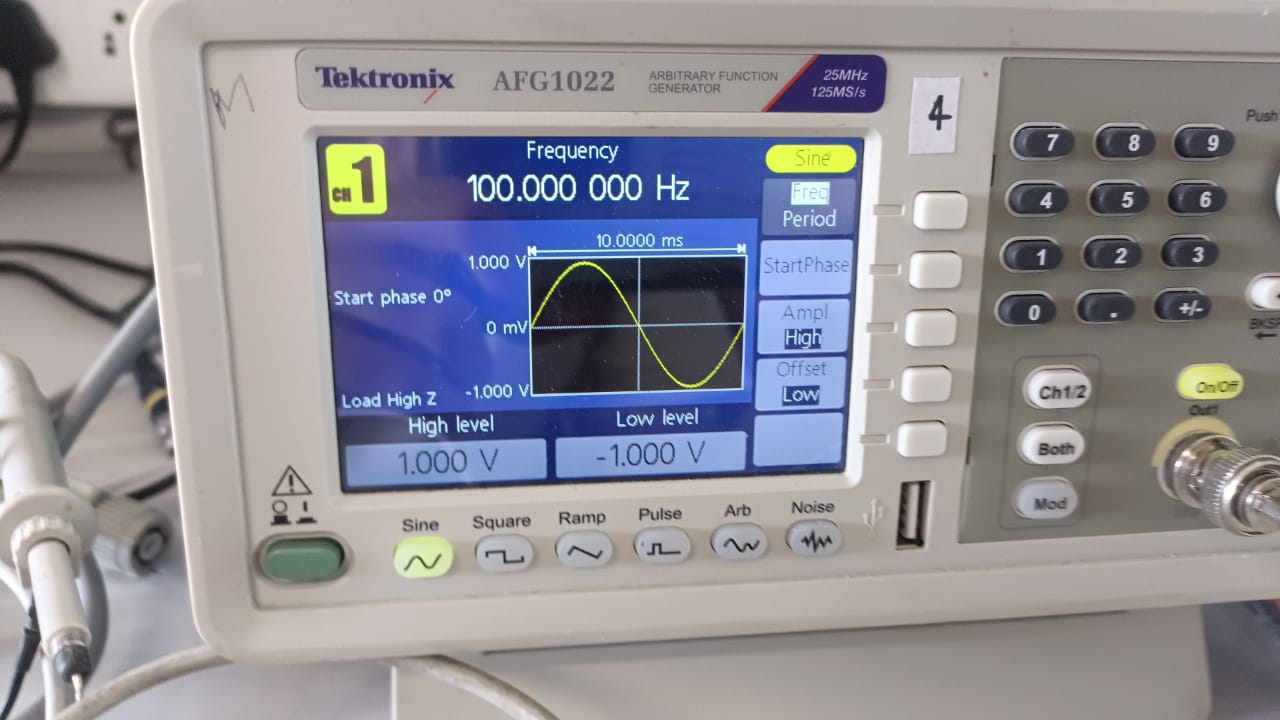 Tektronix AFG1022 ARBITRARY FUNCTION GENERATOR 25MHz 125MS/s
4
Push
CH 1
Frequency
100.000 000 Hz
Sine
Freq
Period
StartPhase
Ampl
High
Offset
Low
10.0000 ms
1.000 V
Start phase 0°
0 mV
-1.000 V
Load High Z
High level
Low level
1.000 V
-1.000 V
7 8 9
4 5 6
1 2 3
0 . +/-
BKSP
Ch1/2
Both
Mod
On/Off
Out1
Sine Square Ramp Pulse Arb Noise